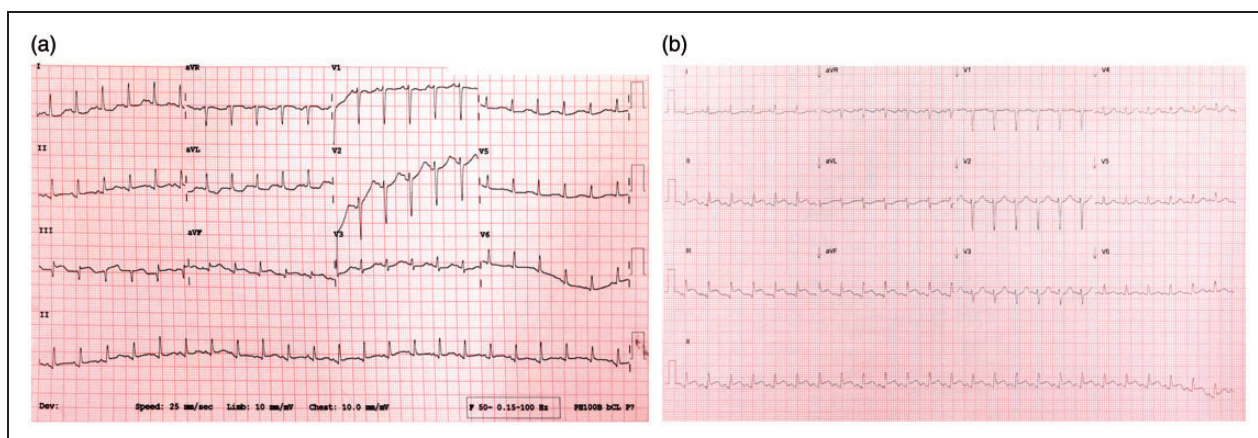 (a)
I aVR V1
II aVL V2 V5
III aVF V3 V6
II
Dev: Speed: 25 mm/sec Limb: 10 mm/mV Chest: 10.0 mm/mV F 50~ 0.15-100 Hz PH100B bCL P?
(b)
I aVR V1 V4
II aVL V2 V5
III aVF V3 V6
II